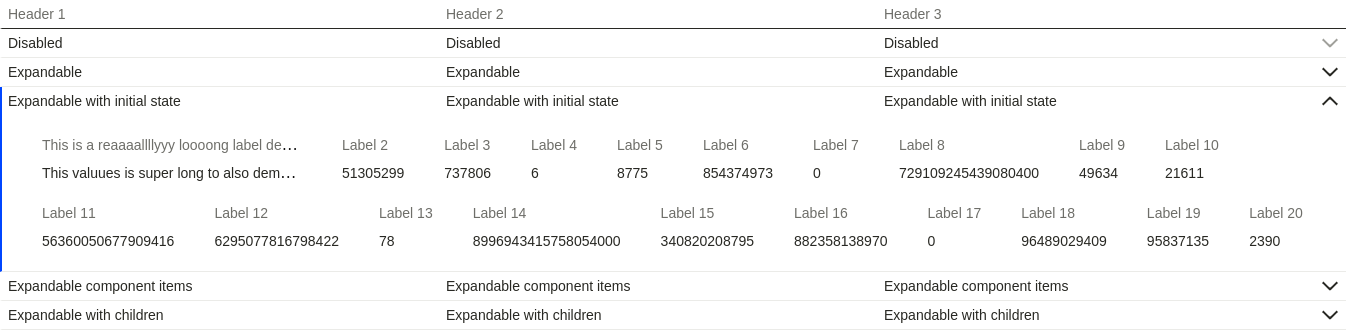 Header 1 Header 2 Header 3
Disabled Disabled Disabled
Expandable Expandable Expandable
Expandable with initial state Expandable with initial state Expandable with initial state
This is a reaaaallllyyy loooong label de... Label 2 Label 3 Label 4 Label 5 Label 6 Label 7 Label 8 Label 9 Label 10
This valuues is super long to also dem... 51305299 737806 6 8775 854374973 0 729109245439080400 49634 21611
Label 11 Label 12 Label 13 Label 14 Label 15 Label 16 Label 17 Label 18 Label 19 Label 20
56360050677909416 6295077816798422 78 8996943415758054000 340820208795 882358138970 0 96489029409 95837135 2390
Expandable component items Expandable component items Expandable component items
Expandable with children Expandable with children Expandable with children